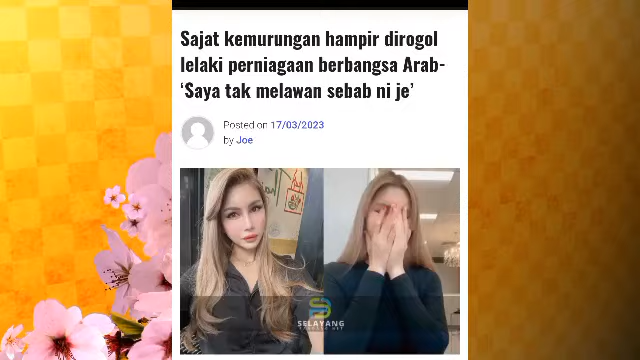 Sajat kemurungan hampir dirogol
lelaki perniagaan berbangsa Arab-
‘Saya tak melawan sebab ni je’
Posted on 17/03/2023
by Joe
SELAYANG